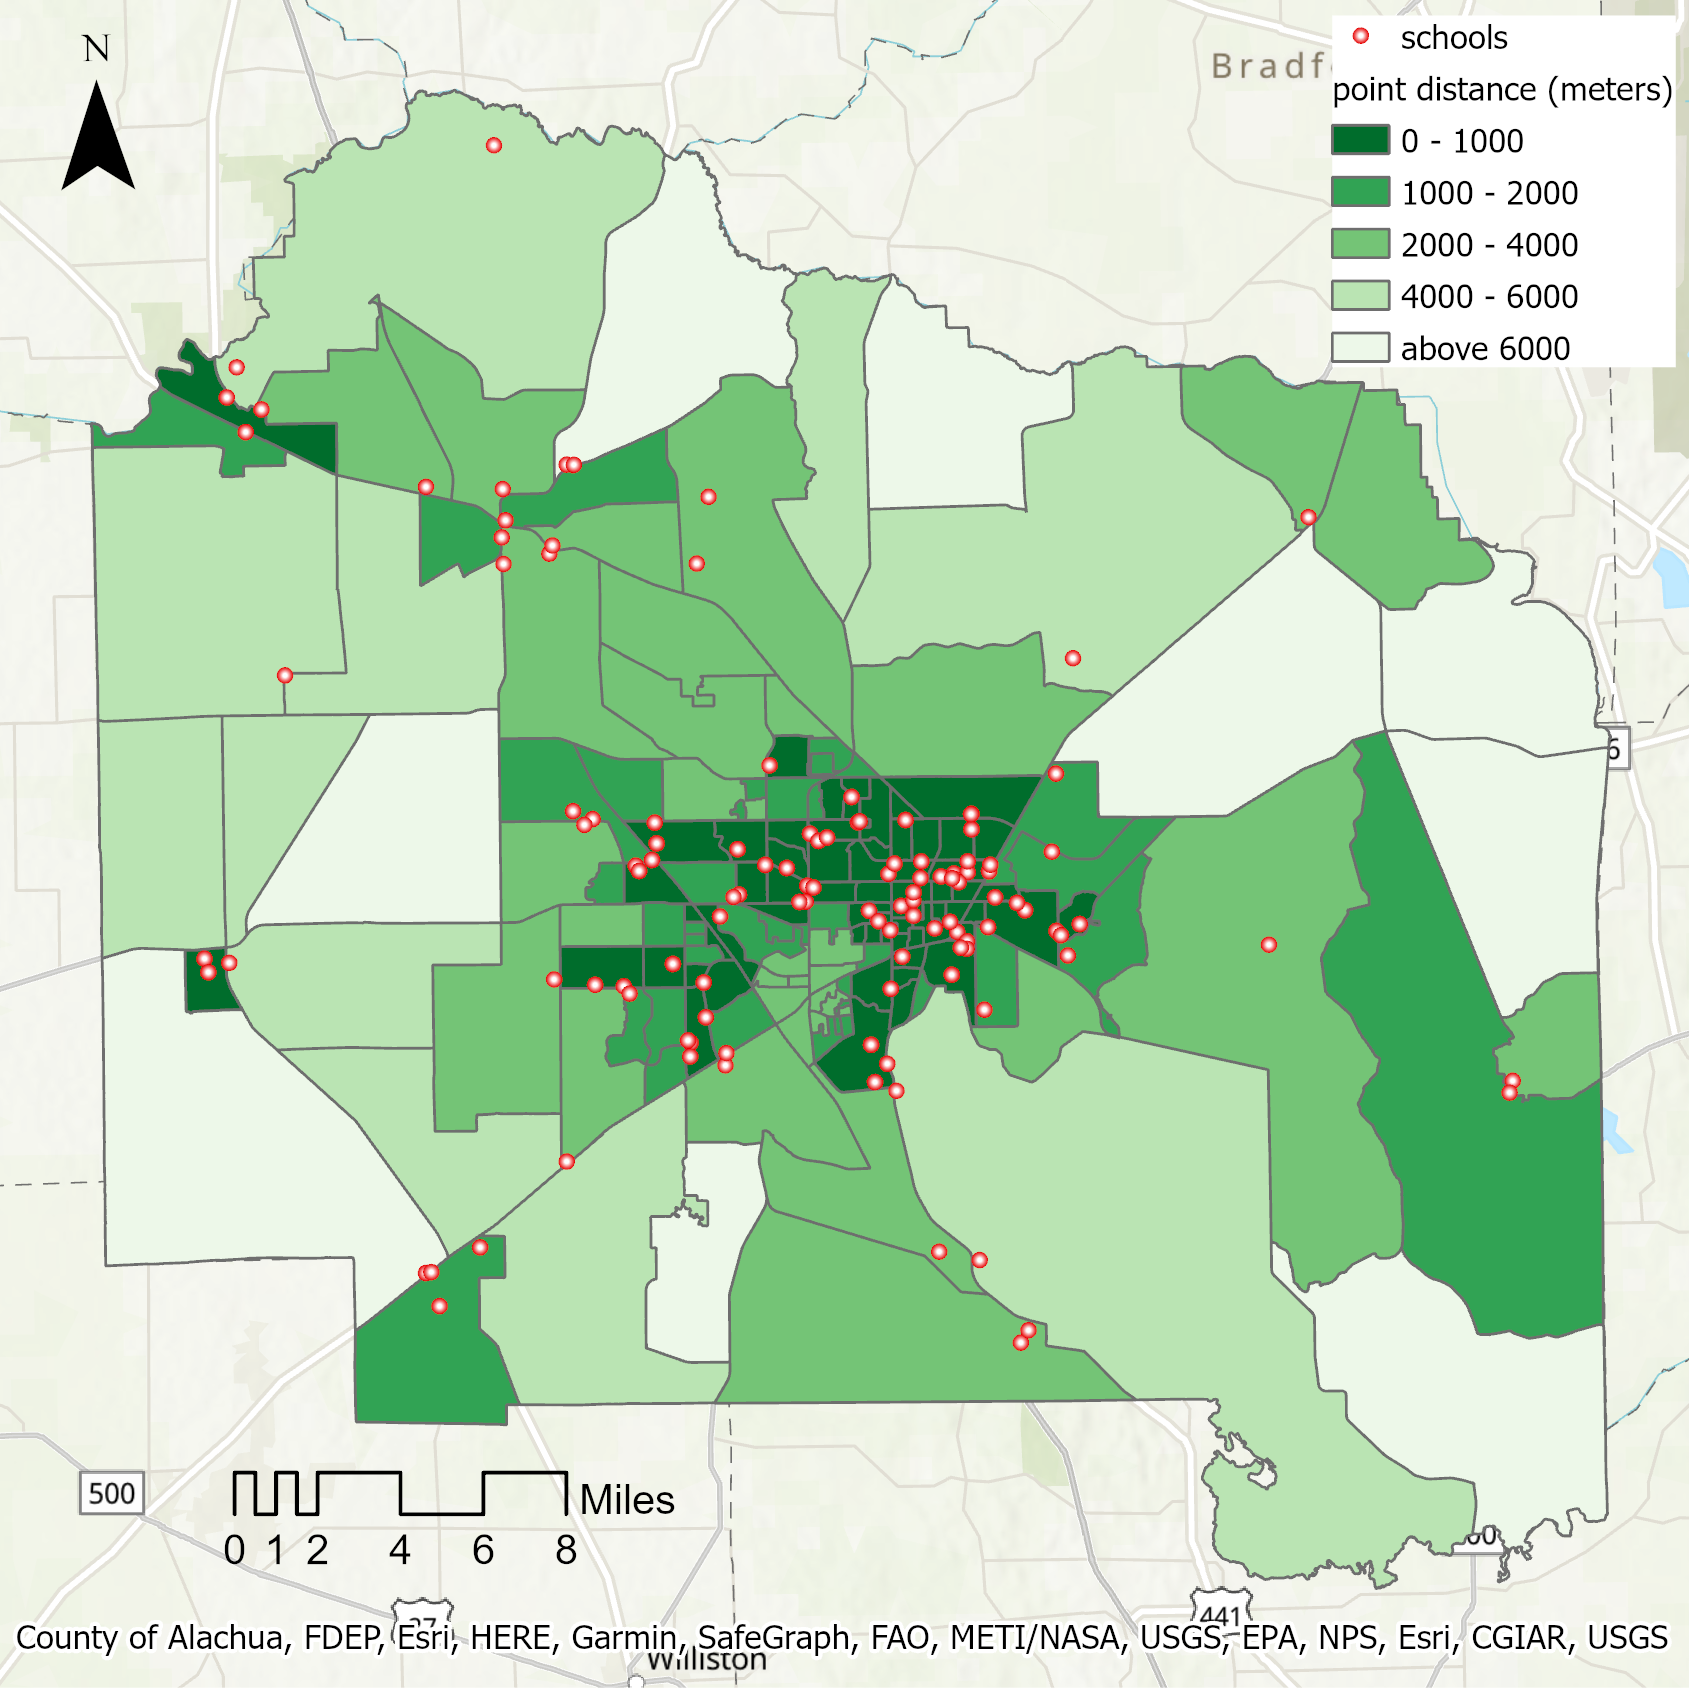 N
Bradf
schools
point distance (meters)
0 - 1000
1000 - 2000
2000 - 4000
4000 - 6000
above 6000
6
500
Miles
0 1 2 4 6 8
27
441
County of Alachua, FDEP, Esri, HERE, Garmin, SafeGraph, FAO, METI/NASA, USGS, EPA, NPS, Esri, CGIAR, USGS
Williston